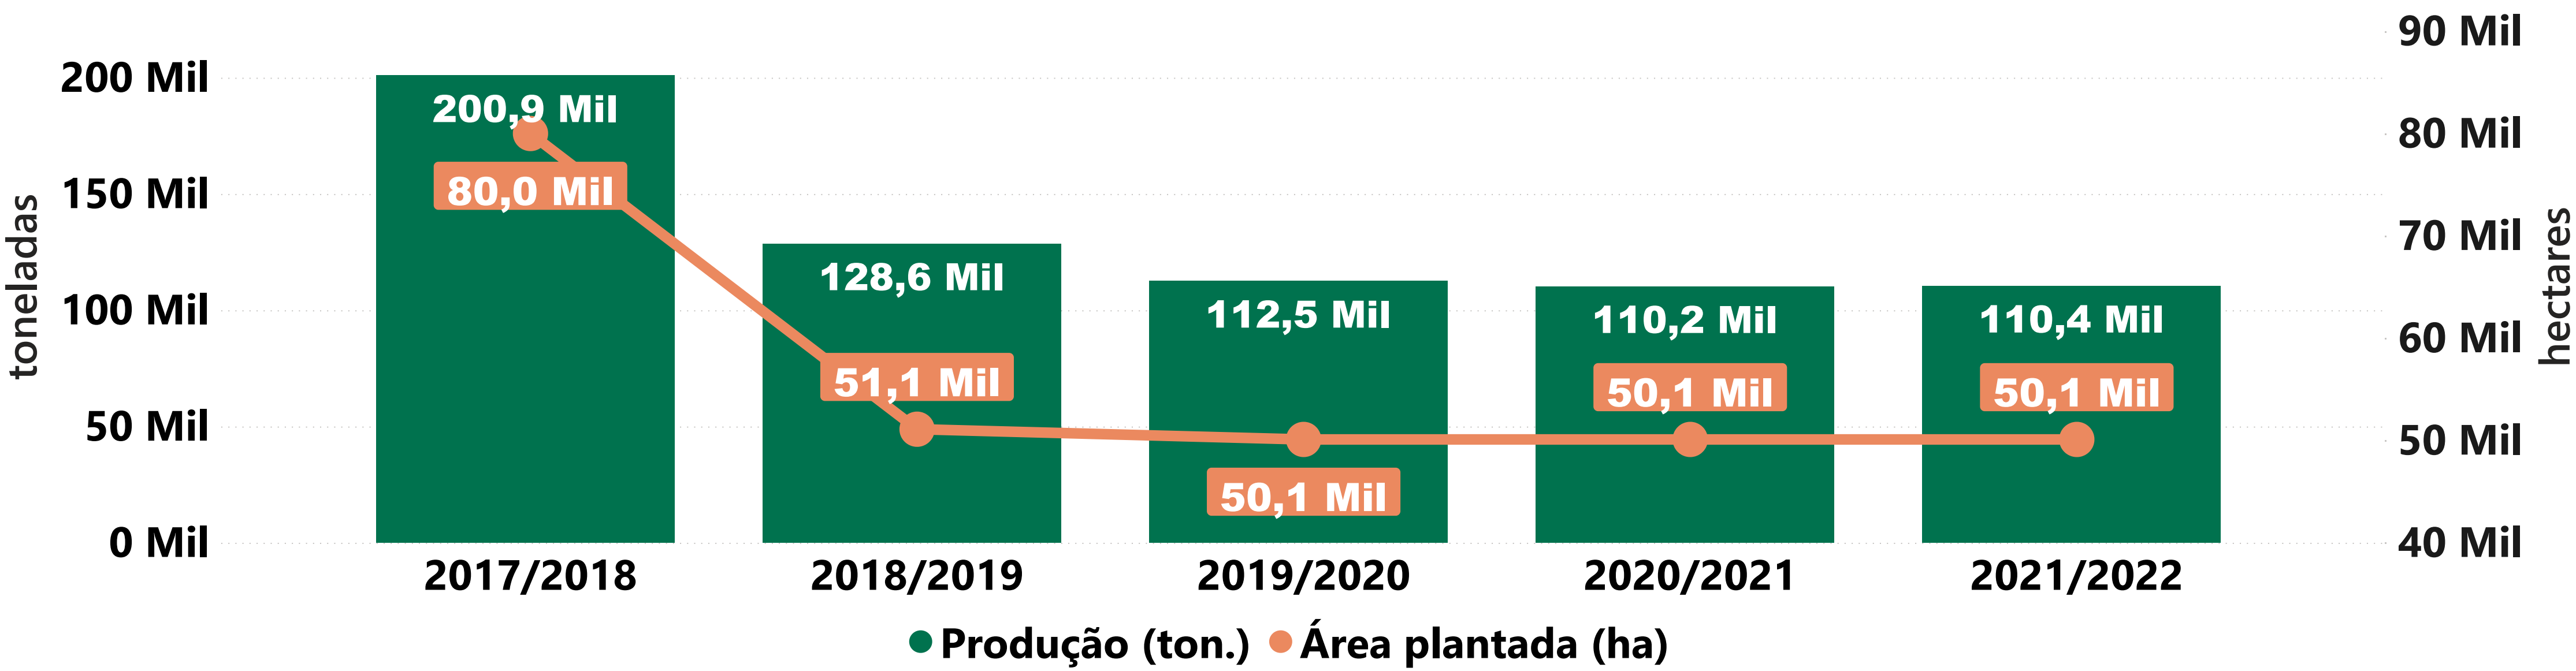 toneladas
200 Mil
150 Mil
100 Mil
50 Mil
0 Mil
200,9 Mil
80,0 Mil
128,6 Mil
51,1 Mil
112,5 Mil
50,1 Mil
110,2 Mil
50,1 Mil
110,4 Mil
50,1 Mil
90 Mil
80 Mil
70 Mil
60 Mil
50 Mil
40 Mil
hectares
2017/2018 2018/2019 2019/2020 2020/2021 2021/2022
Produção (ton.) Área plantada (ha)